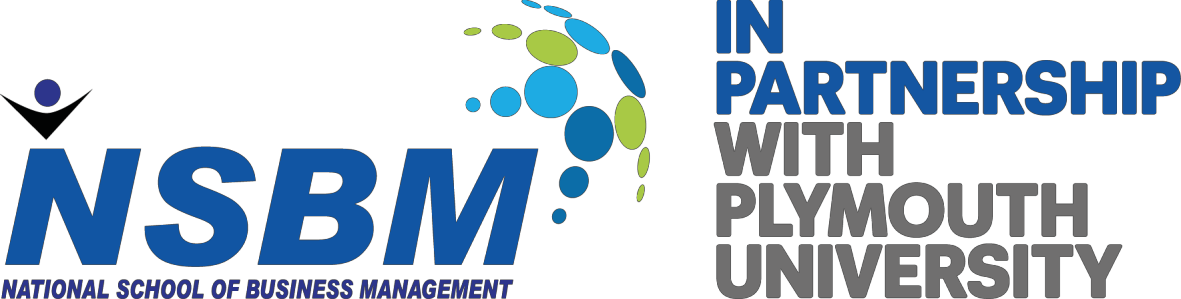 NSBM
NATIONAL SCHOOL OF BUSINESS MANAGEMENT
IN
PARTNERSHIP
WITH
PLYMOUTH
UNIVERSITY